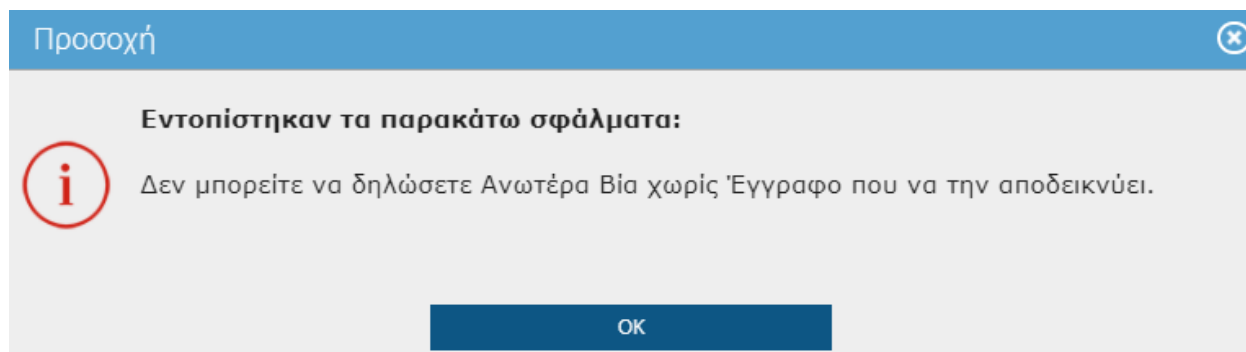 Προσοχή
Εντοπίστηκαν τα παρακάτω σφάλματα:
Δεν μπορείτε να δηλώσετε Ανωτέρα Βία χωρίς Έγγραφο που να την αποδεικνύει.
OK